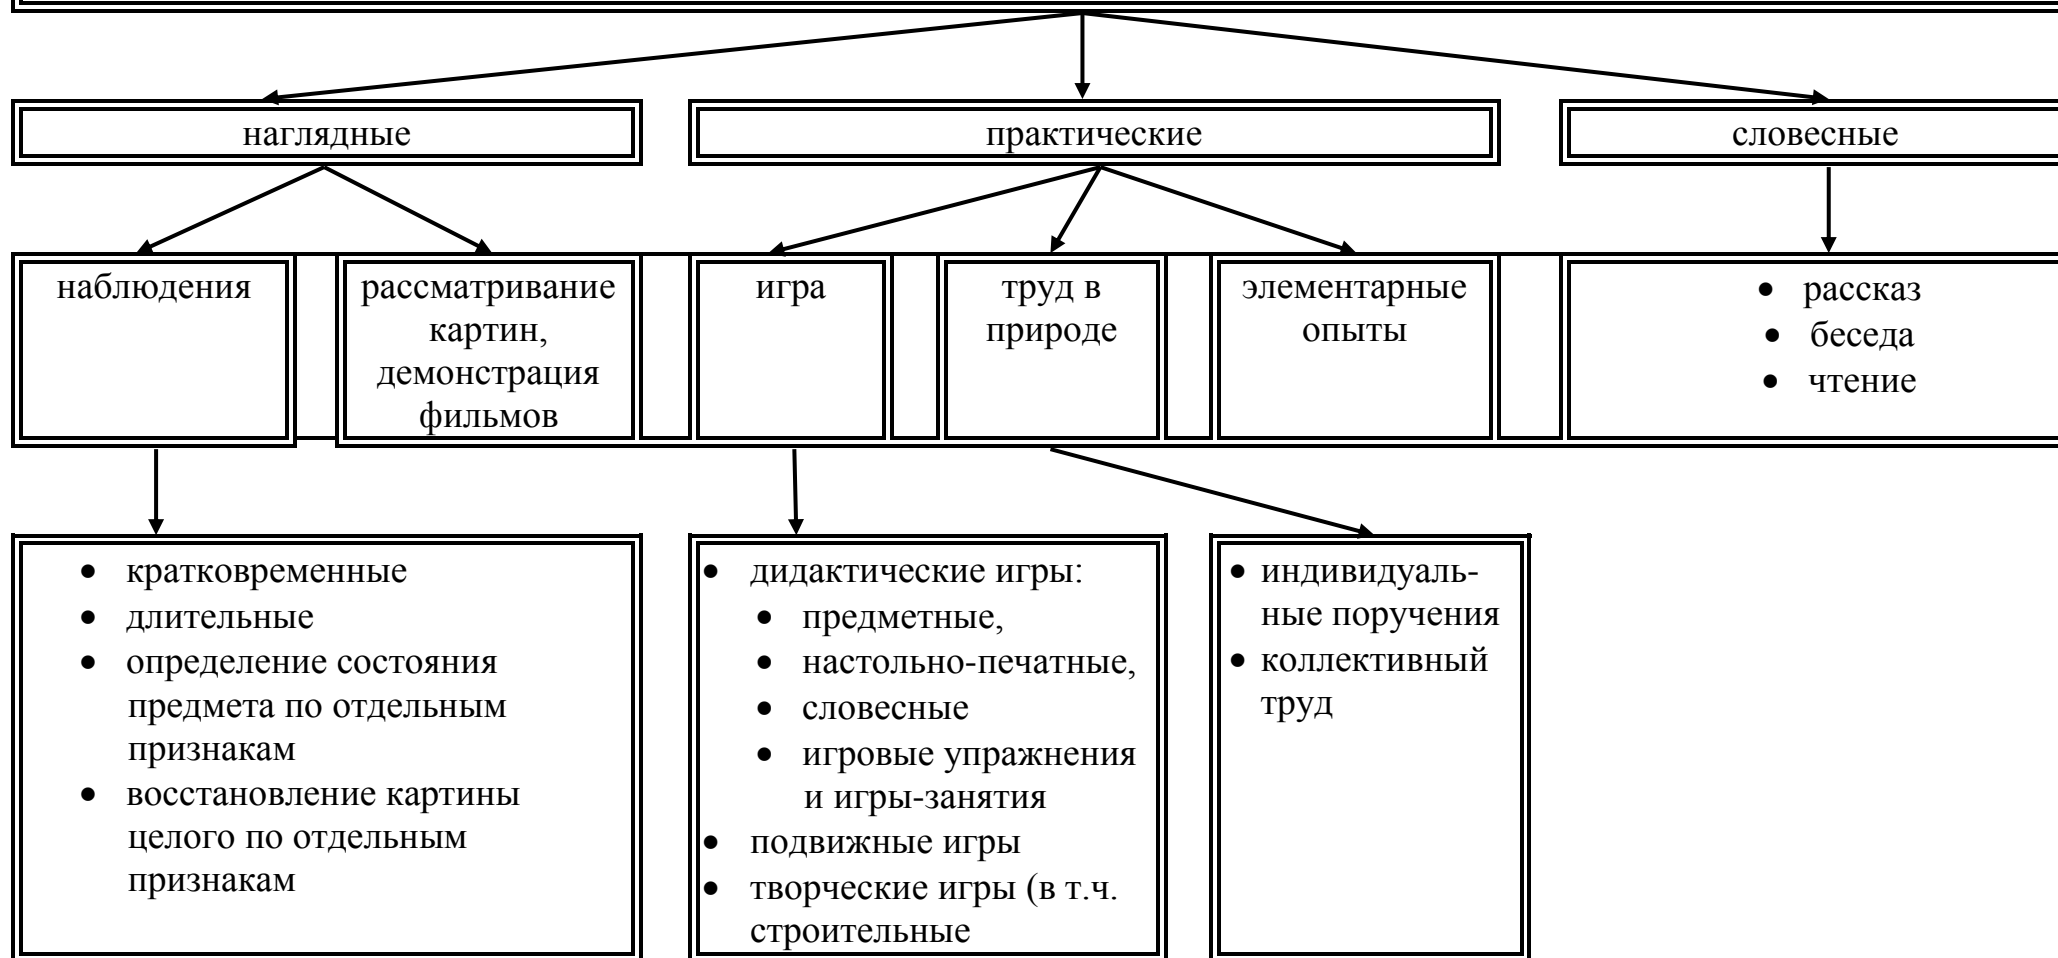 наглядные
практические
словесные
наблюдения
рассматривание
картин,
демонстрация
фильмов
игра
труд в
природе
элементарные
опыты
• рассказ
• беседа
• чтение
• кратковременные
• длительные
• определение состояния
предмета по отдельным
признакам
• восстановление картины
целого по отдельным
признакам
• дидактические игры:
• предметные,
• настольно-печатные,
• словесные
• игровые упражнения
и игры-занятия
• подвижные игры
• творческие игры (в т.ч.
строительные
• индивидуаль-
ные поручения
• коллективный
труд